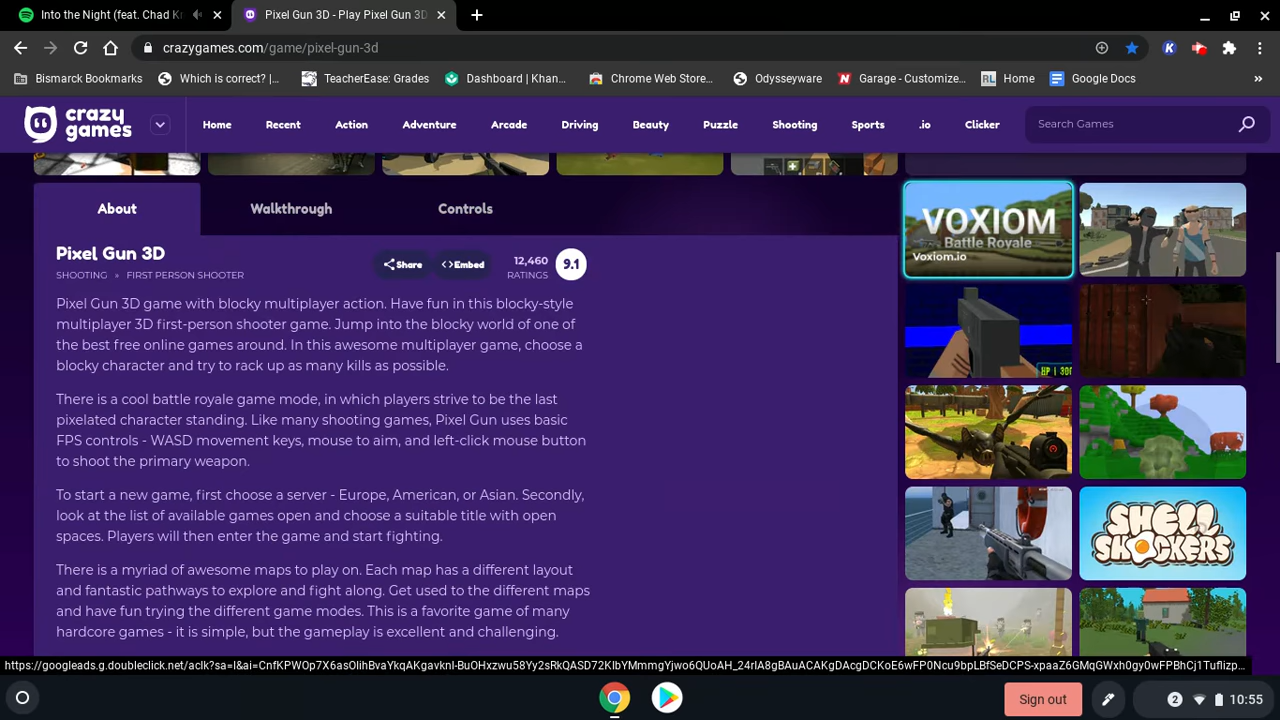 Into the Night (feat. Chad K
Pixel Gun 3D - Play Pixel Gun 3D
crazygames.com/game/pixel-gun-3d
Bismarck Bookmarks
Which is correct? |...
TeacherEase: Grades
Dashboard | Khan...
Chrome Web Store...
Odysseyware
Garage - Customize...
RL Home
Google Docs
»
crazy games
Home
Recent
Action
Adventure
Arcade
Driving
Beauty
Puzzle
Shooting
Sports
.io
Clicker
Search Games
About
Walkthrough
Controls
Pixel Gun 3D
SHOOTING » FIRST PERSON SHOOTER
Share
Embed
12,460
RATINGS
9.1
Pixel Gun 3D game with blocky multiplayer action. Have fun in this blocky-style
multiplayer 3D first-person shooter game. Jump into the blocky world of one of
the best free online games around. In this awesome multiplayer game, choose a
blocky character and try to rack up as many kills as possible.
There is a cool battle royale game mode, in which players strive to be the last
pixelated character standing. Like many shooting games, Pixel Gun uses basic
FPS controls - WASD movement keys, mouse to aim, and left-click mouse button
to shoot the primary weapon.
To start a new game, first choose a server - Europe, American, or Asian. Secondly,
look at the list of available games open and choose a suitable title with open
spaces. Players will then enter the game and start fighting.
There is a myriad of awesome maps to play on. Each map has a different layout
and fantastic pathways to explore and fight along. Get used to the different maps
and have fun trying the different game modes. This is a favorite game of many
hardcore games - it is simple, but the gameplay is excellent and challenging.
VOXIOM
Battle Royale
Voxiom.io
SHELL
SHOCKERS
Sign out
2
10:55